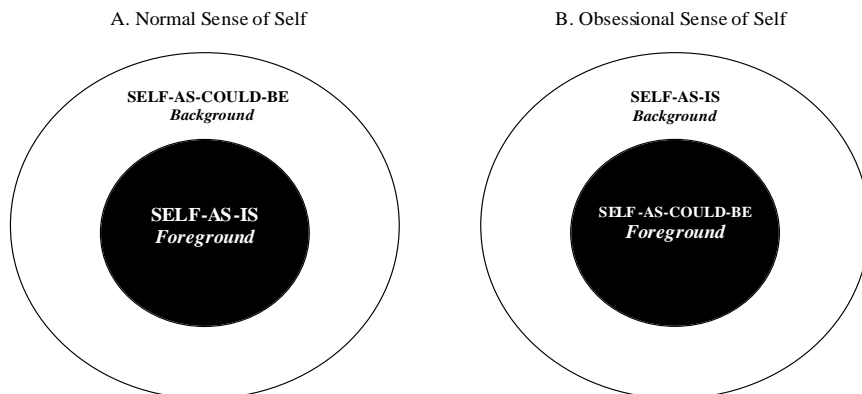 A. Normal Sense of Self
SELF-AS-COULD-BE
Background
SELF-AS-IS
Foreground
B. Obsessional Sense of Self
SELF-AS-IS
Background
SELF-AS-COULD-BE
Foreground